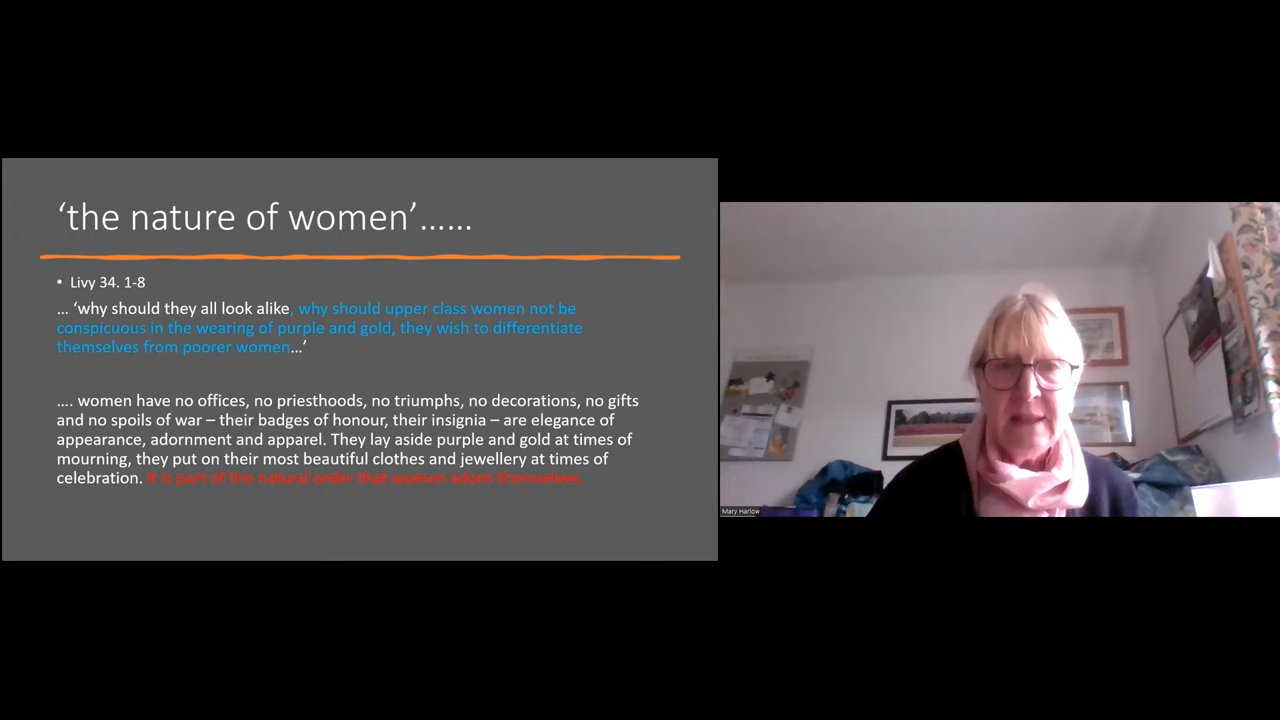 ‘the nature of women’……
• Livy 34. 1-8
… ‘why should they all look alike, why should upper class women not be
conspicuous in the wearing of purple and gold, they wish to differentiate
themselves from poorer women…’
…. women have no offices, no priesthoods, no triumphs, no decorations, no gifts
and no spoils of war – their badges of honour, their insignia – are elegance of
appearance, adornment and apparel. They lay aside purple and gold at times of
mourning, they put on their most beautiful clothes and jewellery at times of
celebration. It is part of the natural order that women adorn themselves.
Mary Harlow